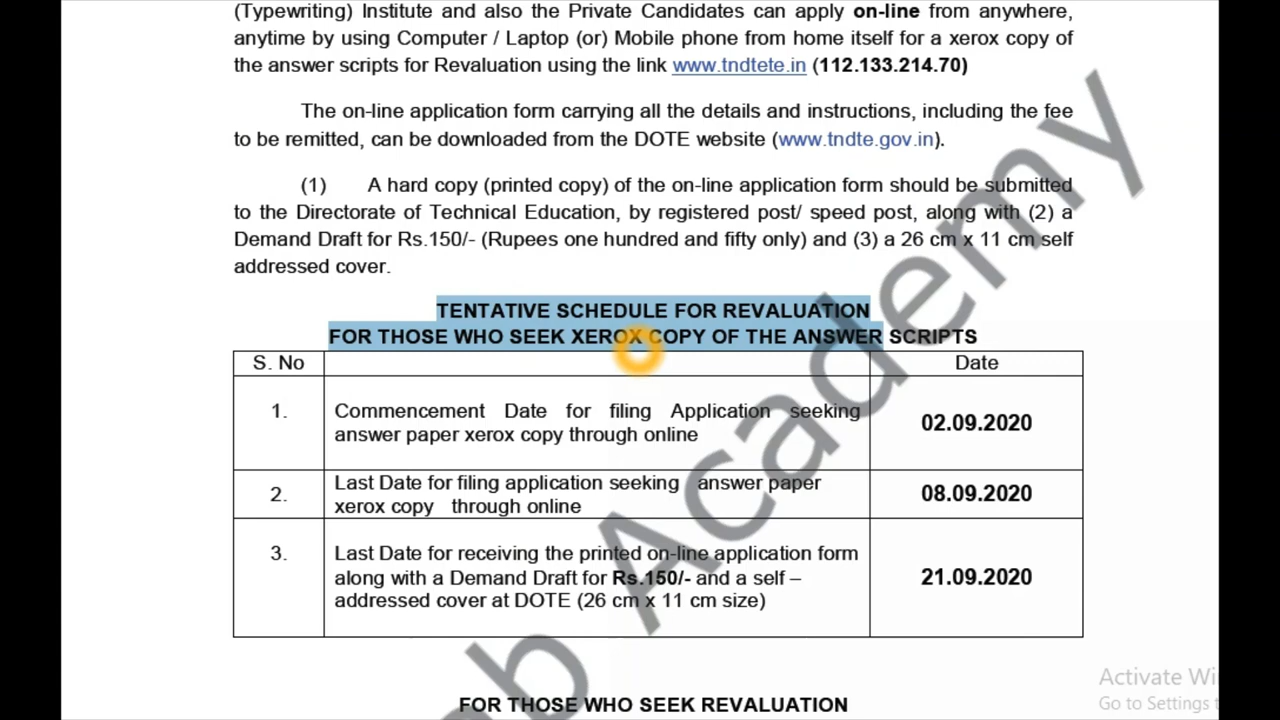 (Typewriting) Institute and also the Private Candidates can apply on-line from anywhere,
anytime by using Computer / Laptop (or) Mobile phone from home itself for a xerox copy of
the answer scripts for Revaluation using the link www.tndtete.in (112.133.214.70)
The on-line application form carrying all the details and instructions, including the fee
to be remitted, can be downloaded from the DOTE website (www.tndte.gov.in).
(1) A hard copy (printed copy) of the on-line application form should be submitted
to the Directorate of Technical Education, by registered post/ speed post, along with (2) a
Demand Draft for Rs.150/- (Rupees one hundred and fifty only) and (3) a 26 cm x 11 cm self
addressed cover.
TENTATIVE SCHEDULE FOR REVALUATION
FOR THOSE WHO SEEK XEROX COPY OF THE ANSWER SCRIPTS
S. No Date
1. Commencement Date for filing Application seeking
answer paper xerox copy through online
02.09.2020
2. Last Date for filing application seeking answer paper
xerox copy through online
08.09.2020
3. Last Date for receiving the printed on-line application form
along with a Demand Draft for Rs.150/- and a self –
addressed cover at DOTE (26 cm x 11 cm size)
21.09.2020
FOR THOSE WHO SEEK REVALUATION
Academy
Activate Wi
Go to Settings t